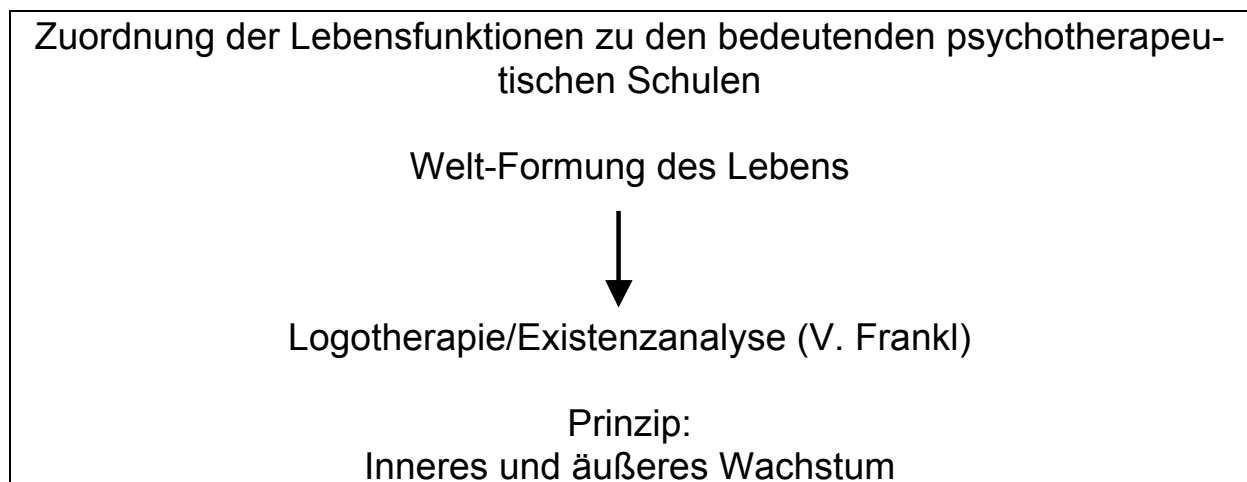 Zuordnung der Lebensfunktionen zu den bedeutenden psychotherapeu-
tischen Schulen
Welt-Formung des Lebens
Logotherapie/Existenzanalyse (V. Frankl)
Prinzip:
Inneres und äußeres Wachstum